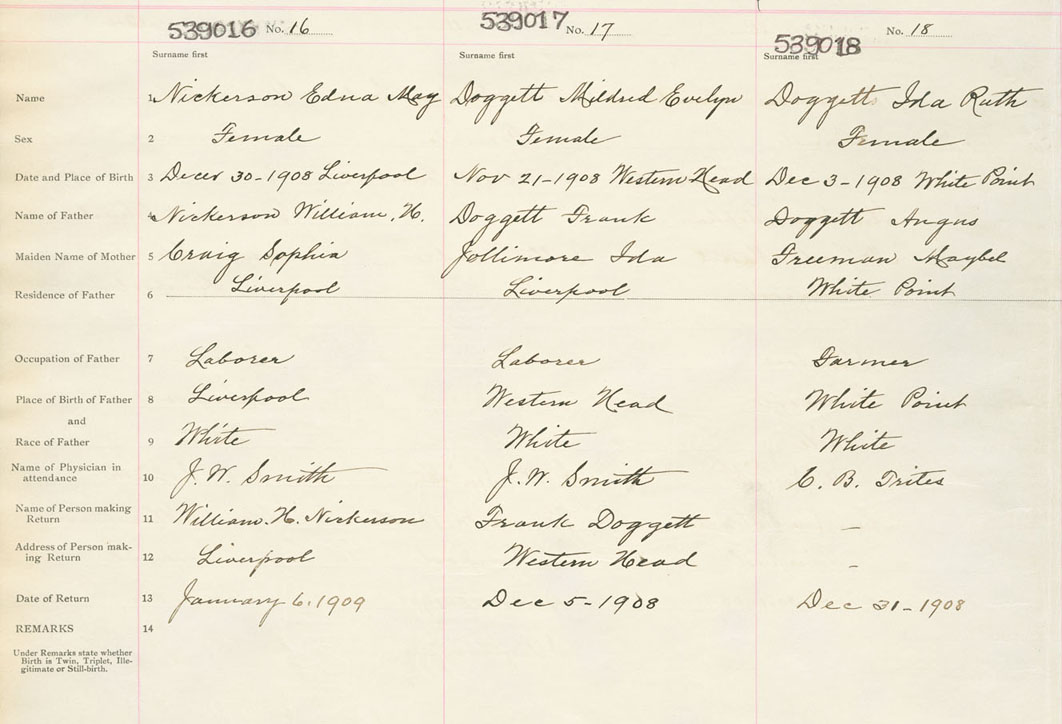 539016 No. 16 539017 No. 17 539018 No. 18
Surname first Surname first Surname first
Name 1 Nickerson Edna May Doggett Mildred Evelyn Doggett Ida Ruth
Sex 2 Female Female Female
Date and Place of Birth 3 Decer 30-1908 Liverpool Nov 21-1908 Western Head Dec 3-1908 White Point
Name of Father 4 Nickerson William, H. Doggett Frank Doggett Angus
Maiden Name of Mother 5 Craig Sophia Jollimore Ida Freeman Maybel
Residence of Father 6 Liverpool Liverpool White Point
Occupation of Father 7 Laborer Laborer Farmer
Place of Birth of Father 8 Liverpool Western Head White Point
and
Race of Father 9 White White White
Name of Physician in
attendance 10 J. W. Smith J. W. Smith C. B. Trites
Name of Person making
Return 11 William. H. Nickerson Frank Doggett –
Address of Person mak-
ing Return 12 Liverpool Western Head –
Date of Return 13 January 6. 1909 Dec 5-1908 Dec 31-1908
REMARKS 14
Under Remarks state whether
Birth is Twin, Triplet, Ille-
gitimate or Still-birth.